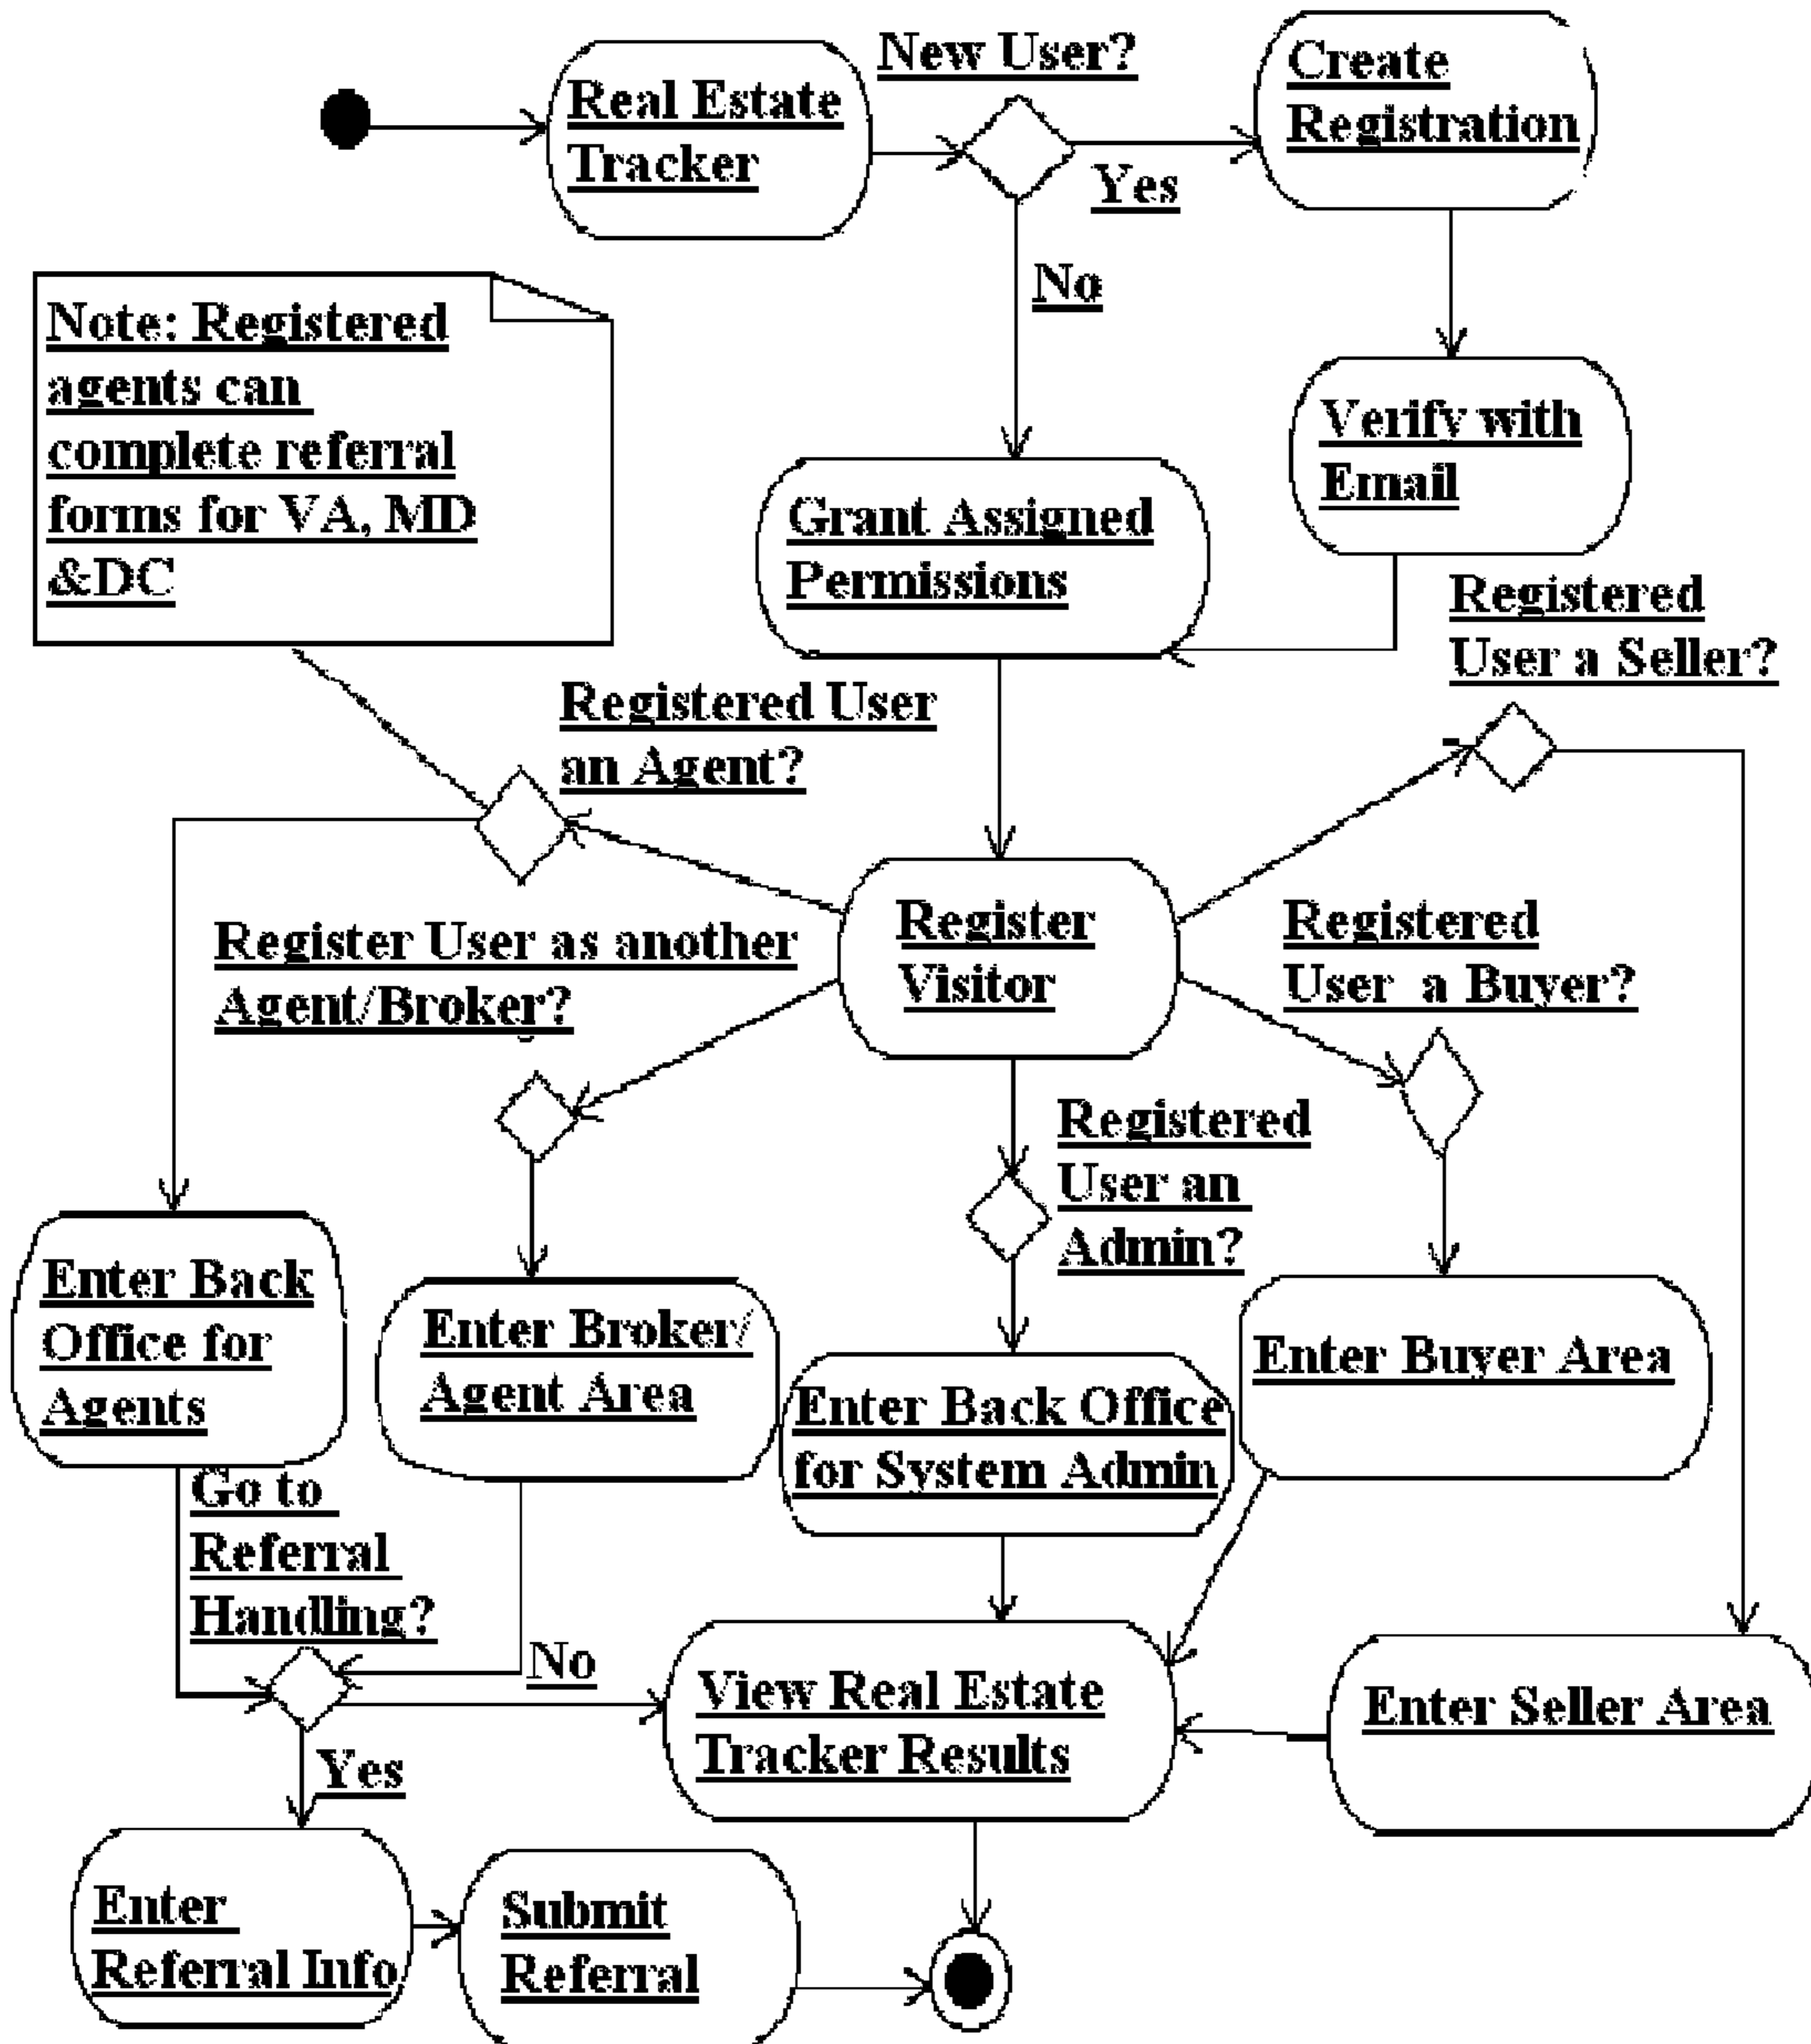 New User?
Real Estate
Tracker
Create
Registration
Yes
No
Note: Registered
agents can
complete referral
forms for VA, MD
&DC
Verify with
Email
Grant Assigned
Permissions
Registered
User a Seller?
Registered User
an Agent?
Register User as another
Agent/Broker?
Register
Visitor
Registered
User a Buyer?
Registered
User an
Admin?
Enter Back
Office for
Agents
Enter Broker/
Agent Area
Enter Back Office
for System Admin
Enter Buyer Area
Go to
Referral
Handling?
No
View Real Estate
Tracker Results
Enter Seller Area
Yes
Enter
Referral Info
Submit
Referral